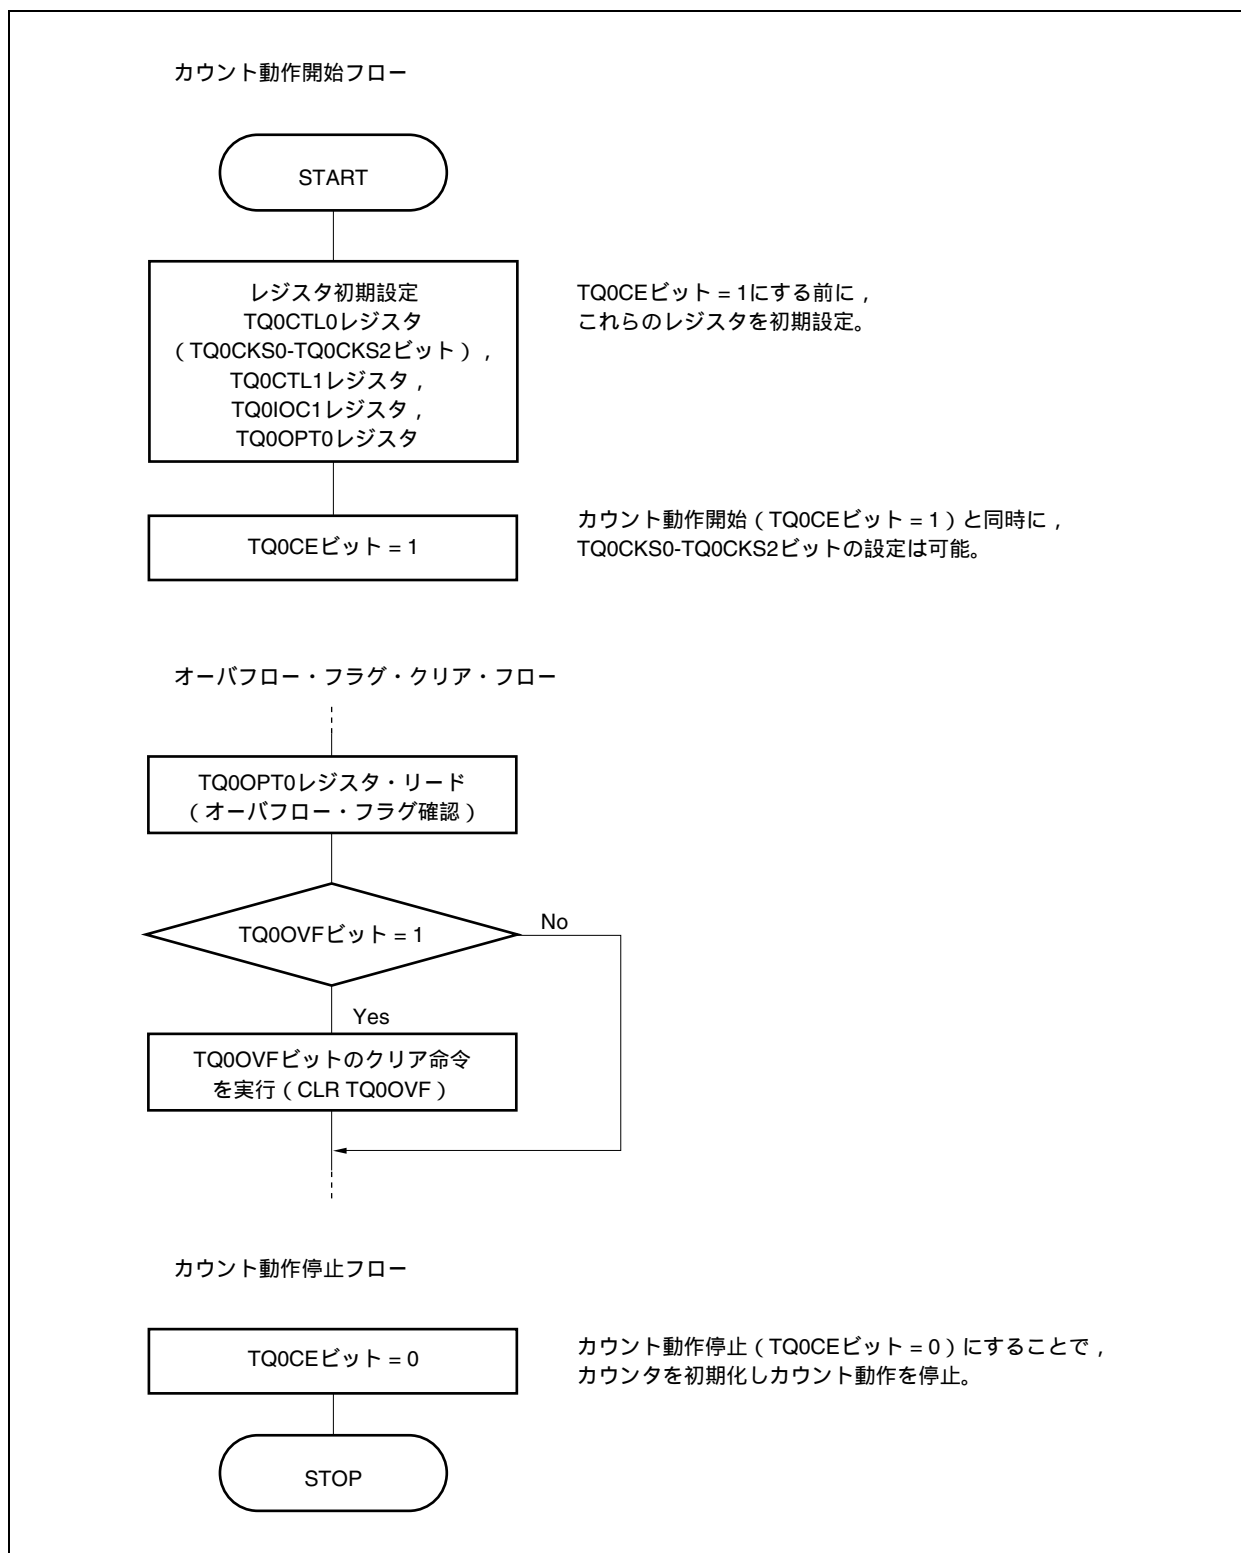 カウント動作開始フロー
START
レジスタ初期設定
TQ0CTL0レジスタ
（TQ0CKS0-TQ0CKS2ビット），
TQ0CTL1レジスタ，
TQ0IOC1レジスタ，
TQ0OPT0レジスタ
TQ0CEビット = 1にする前に，
これらのレジスタを初期設定。
TQ0CEビット = 1
カウント動作開始（TQ0CEビット = 1）と同時に，
TQ0CKS0-TQ0CKS2ビットの設定は可能。
オーバフロー・フラグ・クリア・フロー
TQ0OPT0レジスタ・リード
（オーバフロー・フラグ確認）
TQ0OVFビット = 1
No
Yes
TQ0OVFビットのクリア命令
を実行（CLR TQ0OVF）
カウント動作停止フロー
TQ0CEビット = 0
カウント動作停止（TQ0CEビット = 0）にすることで，
カウンタを初期化しカウント動作を停止。
STOP